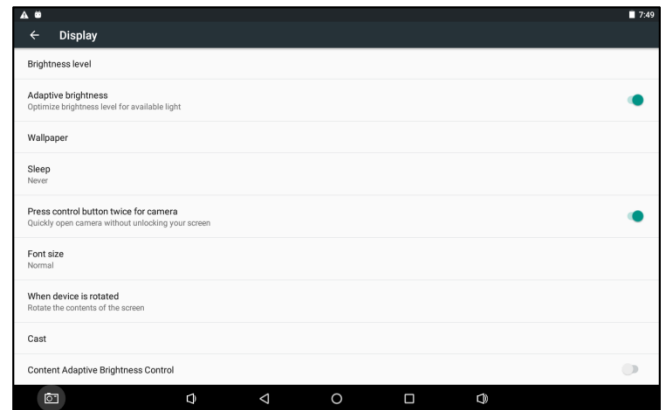 7:49
Display
Brightness level
Adaptive brightness
Optimize brightness level for available light
Wallpaper
Sleep
Never
Press control button twice for camera
Quickly open camera without unlocking your screen
Font size
Normal
When device is rotated
Rotate the contents of the screen
Cast
Content Adaptive Brightness Control